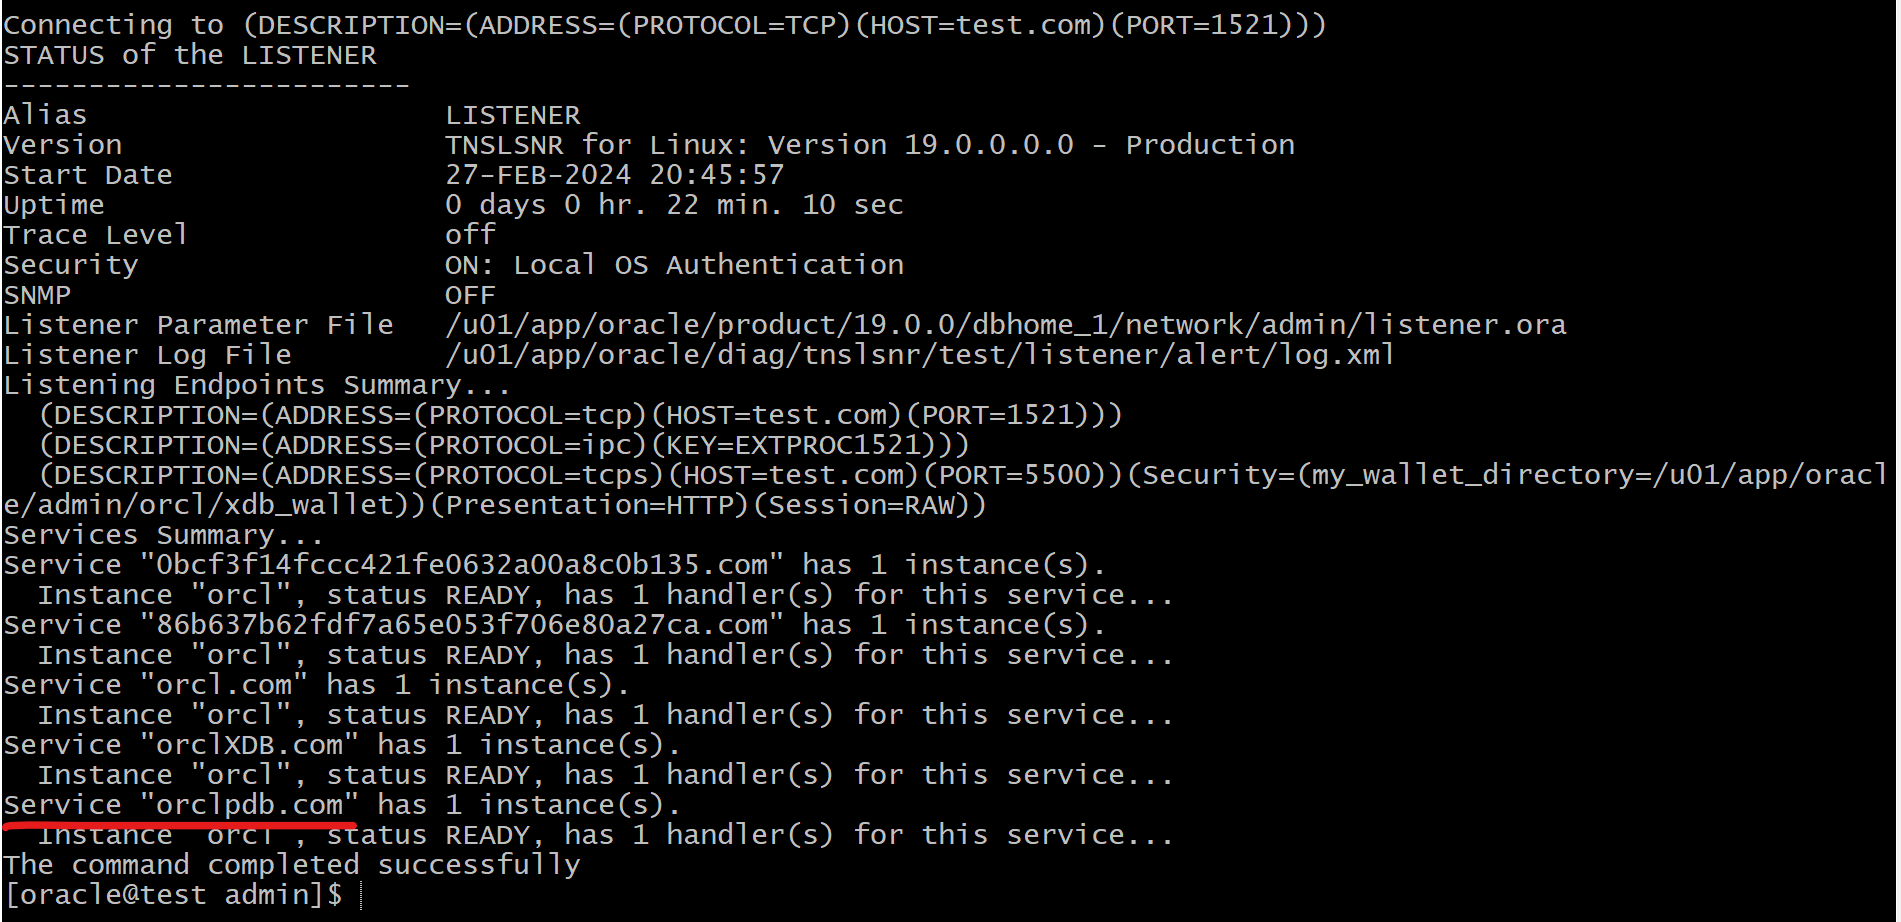 Connecting to (DESCRIPTION=(ADDRESS=(PROTOCOL=TCP)(HOST=test.com)(PORT=1521)))
STATUS of the LISTENER
------------------------
Alias                     LISTENER
Version                   TNSLSNR for Linux: Version 19.0.0.0.0 - Production
Start Date                27-FEB-2024 20:45:57
Uptime                    0 days 0 hr. 22 min. 10 sec
Trace Level               off
Security                  ON: Local OS Authentication
SNMP                      OFF
Listener Parameter File   /u01/app/oracle/product/19.0.0/dbhome_1/network/admin/listener.ora
Listener Log File         /u01/app/oracle/diag/tnslsnr/test/listener/alert/log.xml
Listening Endpoints Summary...
  (DESCRIPTION=(ADDRESS=(PROTOCOL=tcp)(HOST=test.com)(PORT=1521)))
  (DESCRIPTION=(ADDRESS=(PROTOCOL=ipc)(KEY=EXTPROC1521)))
  (DESCRIPTION=(ADDRESS=(PROTOCOL=tcps)(HOST=test.com)(PORT=5500))(Security=(my_wallet_directory=/u01/app/oracl
e/admin/orcl/xdb_wallet))(Presentation=HTTP)(Session=RAW))
Services Summary...
Service "0bcf3f14fccc421fe0632a00a8c0b135.com" has 1 instance(s).
  Instance "orcl", status READY, has 1 handler(s) for this service...
Service "86b637b62fdf7a65e053f706e80a27ca.com" has 1 instance(s).
  Instance "orcl", status READY, has 1 handler(s) for this service...
Service "orcl.com" has 1 instance(s).
  Instance "orcl", status READY, has 1 handler(s) for this service...
Service "orclXDB.com" has 1 instance(s).
  Instance "orcl", status READY, has 1 handler(s) for this service...
Service "orclpdb.com" has 1 instance(s).
  Instance "orcl", status READY, has 1 handler(s) for this service...
The command completed successfully
[oracle@test admin]$